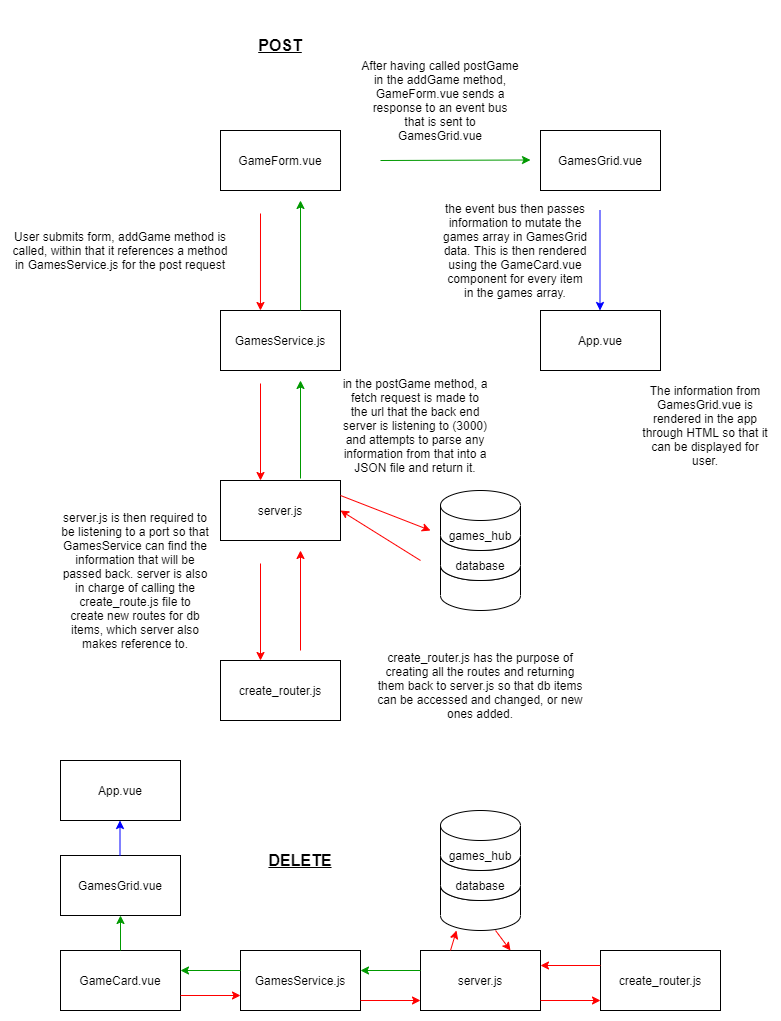 POST
After having called postGame
in the addGame method,
GameForm.vue sends a
response to an event bus
that is sent to
GamesGrid.vue
GameForm.vue
GamesGrid.vue
User submits form, addGame method is
called, within that it references a method
in GamesService.js for the post request
the event bus then passes
information to mutate the
games array in GamesGrid
data. This is then rendered
using the GameCard.vue
component for every item
in the games array.
GamesService.js
App.vue
in the postGame method, a
fetch request is made to
the url that the back end
server is listening to (3000)
and attempts to parse any
information from that into a
JSON file and return it.
The information from
GamesGrid.vue is
rendered in the app
through HTML so that it
can be displayed for
user.
server.js
games_hub
database
server.js is then required to
be listening to a port so that
GamesService can find the
information that will be
passed back. server is also
in charge of calling the
create_route.js file to
create new routes for db
items, which server also
makes reference to.
create_router.js
create_router.js has the purpose of
creating all the routes and returning
them back to server.js so that db items
can be accessed and changed, or new
ones added.
App.vue
DELETE
games_hub
database
GamesGrid.vue
GameCard.vue
GamesService.js
server.js
create_router.js